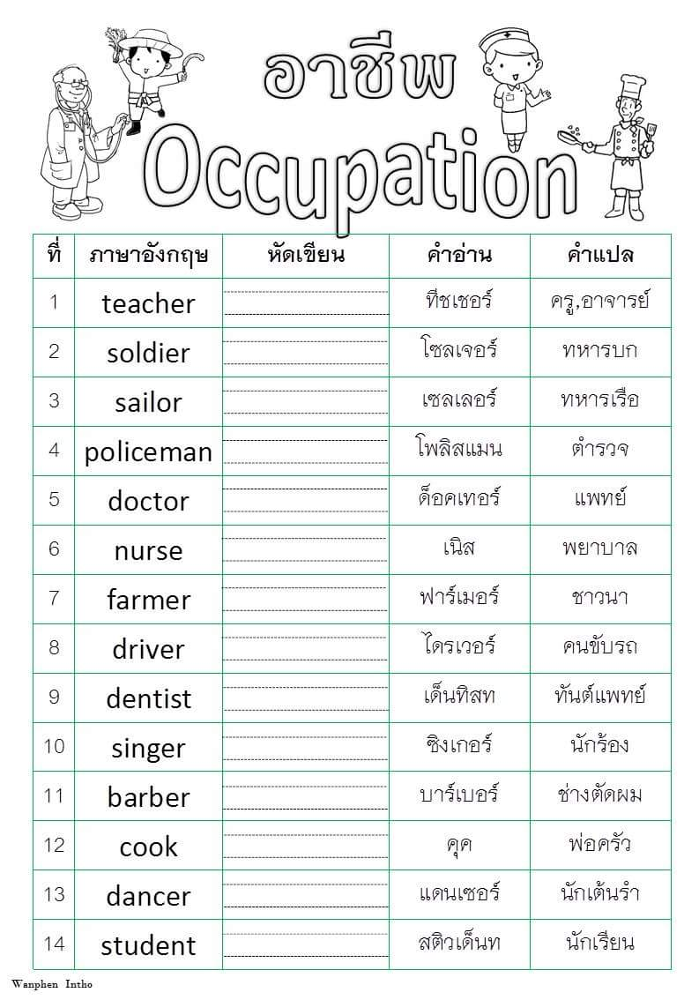 อาชีพ
Occupation
ที่ ภาษาอังกฤษ หัดเขียน คำอ่าน คำแปล
1 teacher ทีชเชอร์ ครู,อาจารย์
2 soldier โซลเจอร์ ทหารบก
3 sailor เซลเลอร์ ทหารเรือ
4 policeman โพลิสแมน ตำรวจ
5 doctor ด็อคเทอร์ แพทย์
6 nurse เนิส พยาบาล
7 farmer ฟาร์เมอร์ ชาวนา
8 driver ไดรเวอร์ คนขับรถ
9 dentist เด็นทิสท ทันต์แพทย์
10 singer ซิงเกอร์ นักร้อง
11 barber บาร์เบอร์ ช่างตัดผม
12 cook คุค พ่อครัว
13 dancer แดนเซอร์ นักเต้นรำ
14 student สติวเด็นท นักเรียน
Wanphen Intho